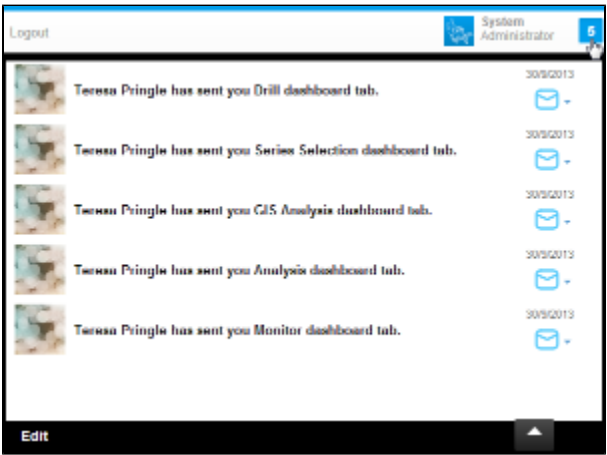 Logout
System
Administrator
5
30/9/2013
Teresa Pringle has sent you Drill dashboard tab.
30/9/2013
Teresa Pringle has sent you Series Selection dashboard tab.
30/9/2013
Teresa Pringle has sent you GIS Analysis dashboard tab.
30/9/2013
Teresa Pringle has sent you Analysis dashboard tab.
30/9/2013
Teresa Pringle has sent you Monitor dashboard tab.
Edit